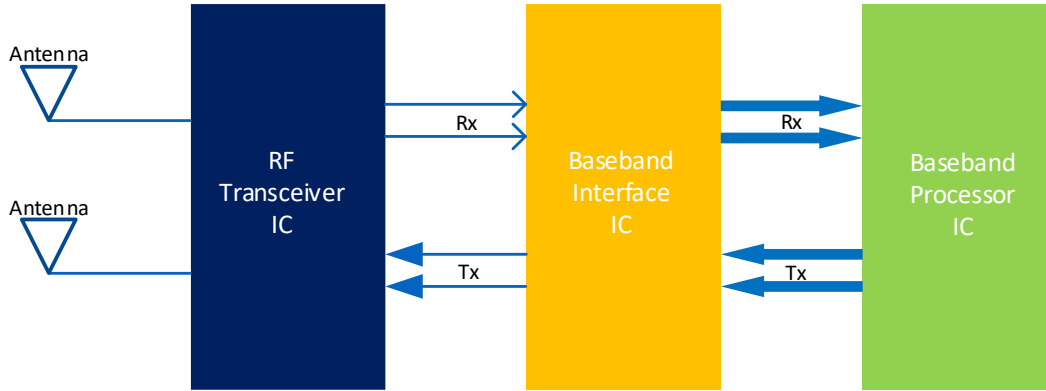 Antenna
Antenna
RF
Transceiver
IC
Rx
Tx
Baseband
Interface
IC
Rx
Tx
Baseband
Processor
IC